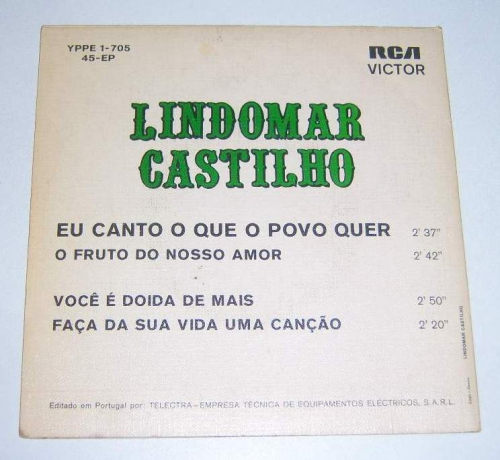 YPPE 1-705
45-EP
RCA
VICTOR
LINDOMAR
CASTILHO
EU CANTO O QUE O POVO QUER 2' 37"
O FRUTO DO NOSSO AMOR 2' 42"
VOCÊ É DOIDA DE MAIS 2' 50"
FAÇA DA SUA VIDA UMA CANÇÃO 2' 20"
LINDOMAR CASTILHO
Editado em Portugal por: TELECTRA—EMPRESA TÉCNICA DE EQUIPAMENTOS ELÉCTRICOS, S.A.R.L.